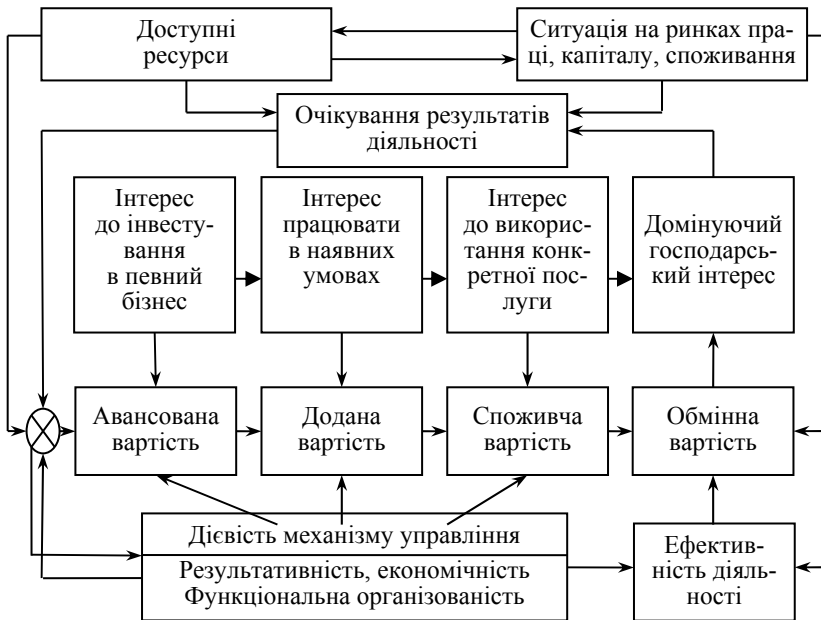 Доступні
ресурси
Ситуація на ринках пра-
ці, капіталу, споживання
Очікування результатів
діяльності
Інтерес
до інвесту-
вання
в певний
бізнес
Інтерес
працювати
в наявних
умовах
Інтерес
до викорис-
тання конк-
ретної пос-
луги
Домінуючий
господарсь-
кий інтерес
Авансована
вартість
Додана
вартість
Споживча
вартість
Обмінна
вартість
Дієвість механізму управління
Результативність, економічність
Функціональна організованість
Ефектив-
ність діяль-
ності